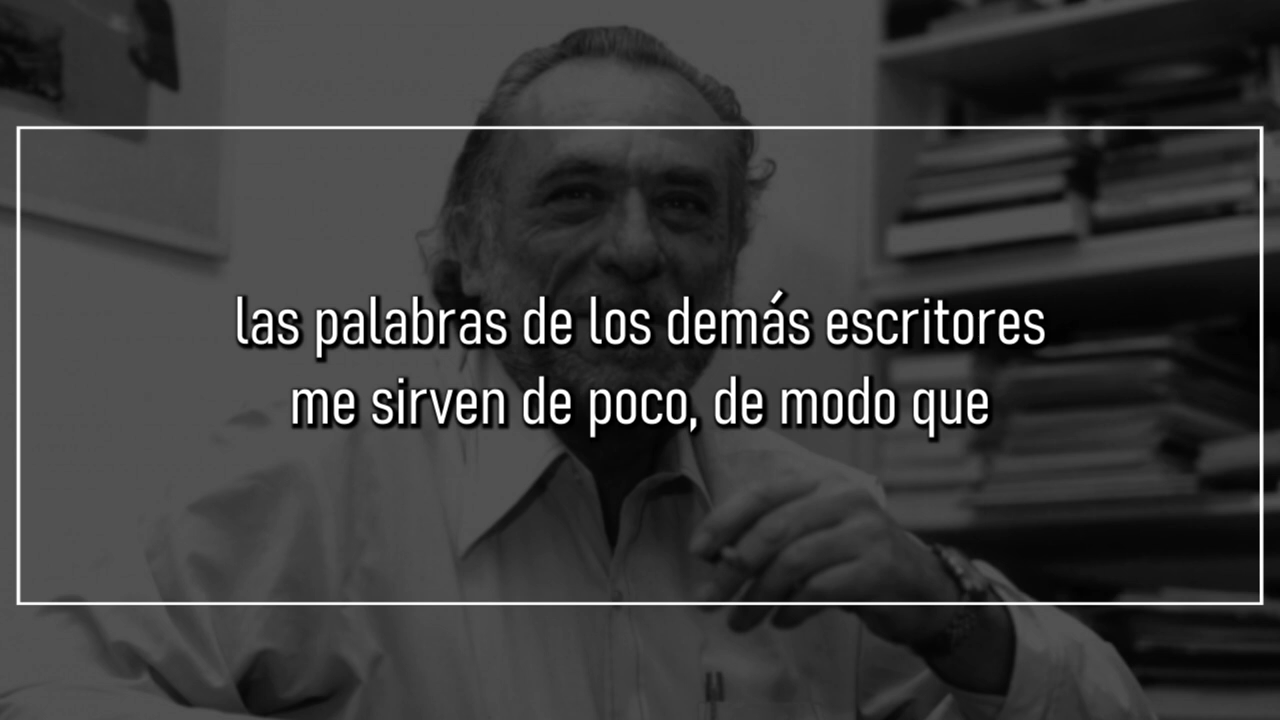 las palabras de los demás escritores
me sirven de poco, de modo que